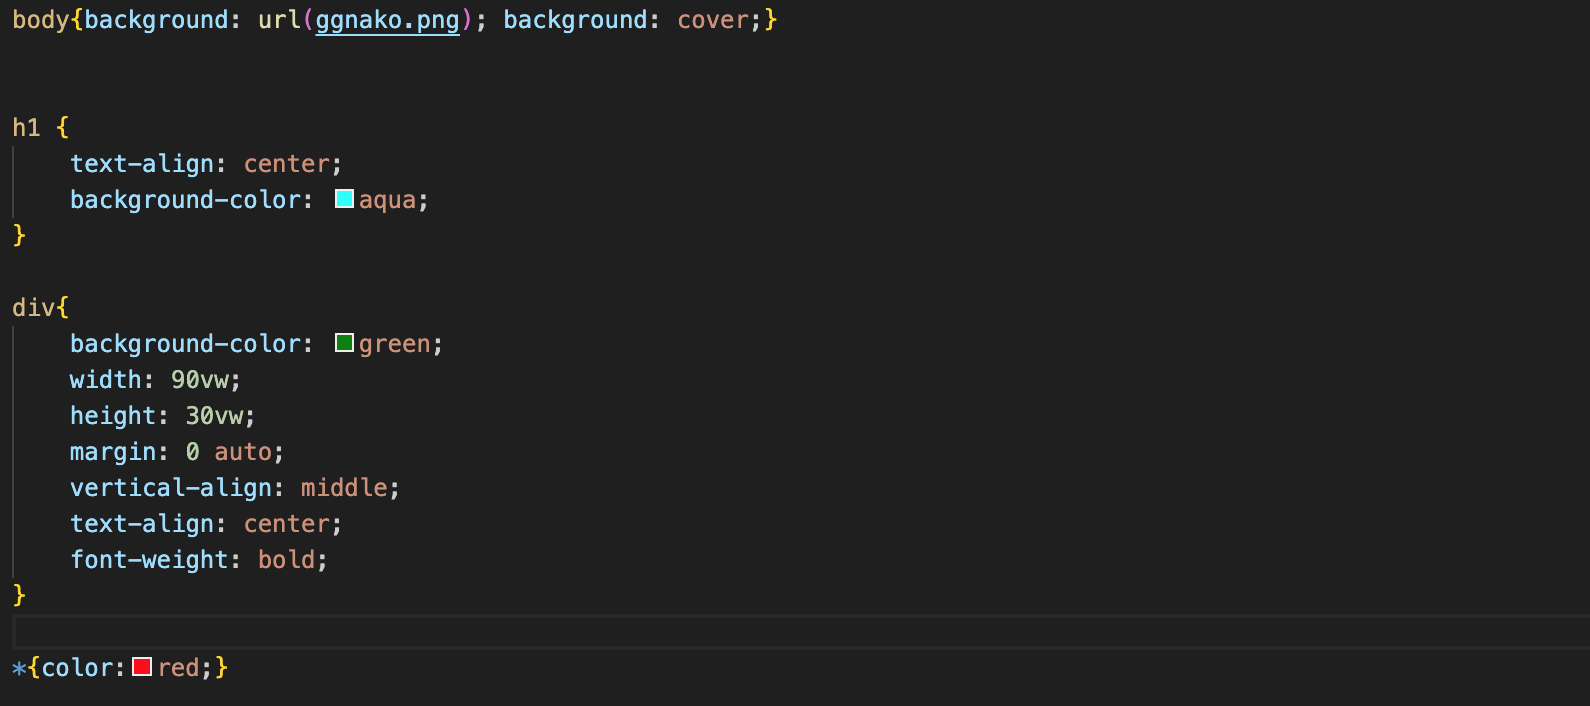 body{background: url(ggnako.png); background: cover;}
h1 {
text-align: center;
background-color: aqua;
}
div{
background-color: green;
width: 90vw;
height: 30vw;
margin: 0 auto;
vertical-align: middle;
text-align: center;
font-weight: bold;
}
*{color:red;}